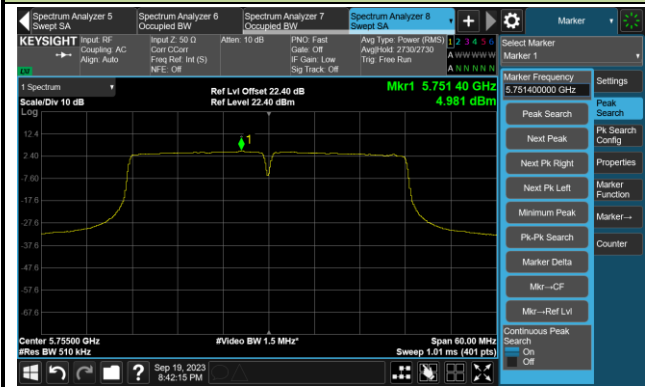 Spectrum Analyzer 5
Swept SA
Spectrum Analyzer 6
Occupied BW
Spectrum Analyzer 7
Occupied BW
Spectrum Analyzer 8
Swept SA
Marker
KEYSIGHT
Input: RF
Coupling: AC
Align: Auto
Input Z: 50 Ω
Corr CCorr
Freq Ref: Int (S)
NFE: Off
Atten: 10 dB
PNO: Fast
Gate: Off
IF Gain: Low
Sig Track: Off
Avg Type: Power (RMS)
Avg|Hold: 2730/2730
Trig: Free Run
1 2 3 4 5 6
A W W W W W
A N N N N N
Select Marker
Marker 1
1 Spectrum
Scale/Div 10 dB
Log
Ref Lvl Offset 22.40 dB
Ref Level 22.40 dBm
Mkr1 5.751 40 GHz
4.981 dBm
1
12.4
2.40
-7.60
-17.6
-27.6
-37.6
-47.6
-57.6
-67.6
Center 5.75500 GHz
#Res BW 510 kHz
#Video BW 1.5 MHz*
Span 60.00 MHz
Sweep 1.01 ms (401 pts)
Marker Frequency
5.751400000 GHz
Peak Search
Next Peak
Next Pk Right
Next Pk Left
Minimum Peak
Pk-Pk Search
Marker Delta
Mkr→CF
Mkr→Ref Lvl
Continuous Peak
Search
On
Off
Settings
Peak
Search
Pk Search
Config
Properties
Marker
Function
Marker→
Counter
Sep 19, 2023
8:42:15 PM